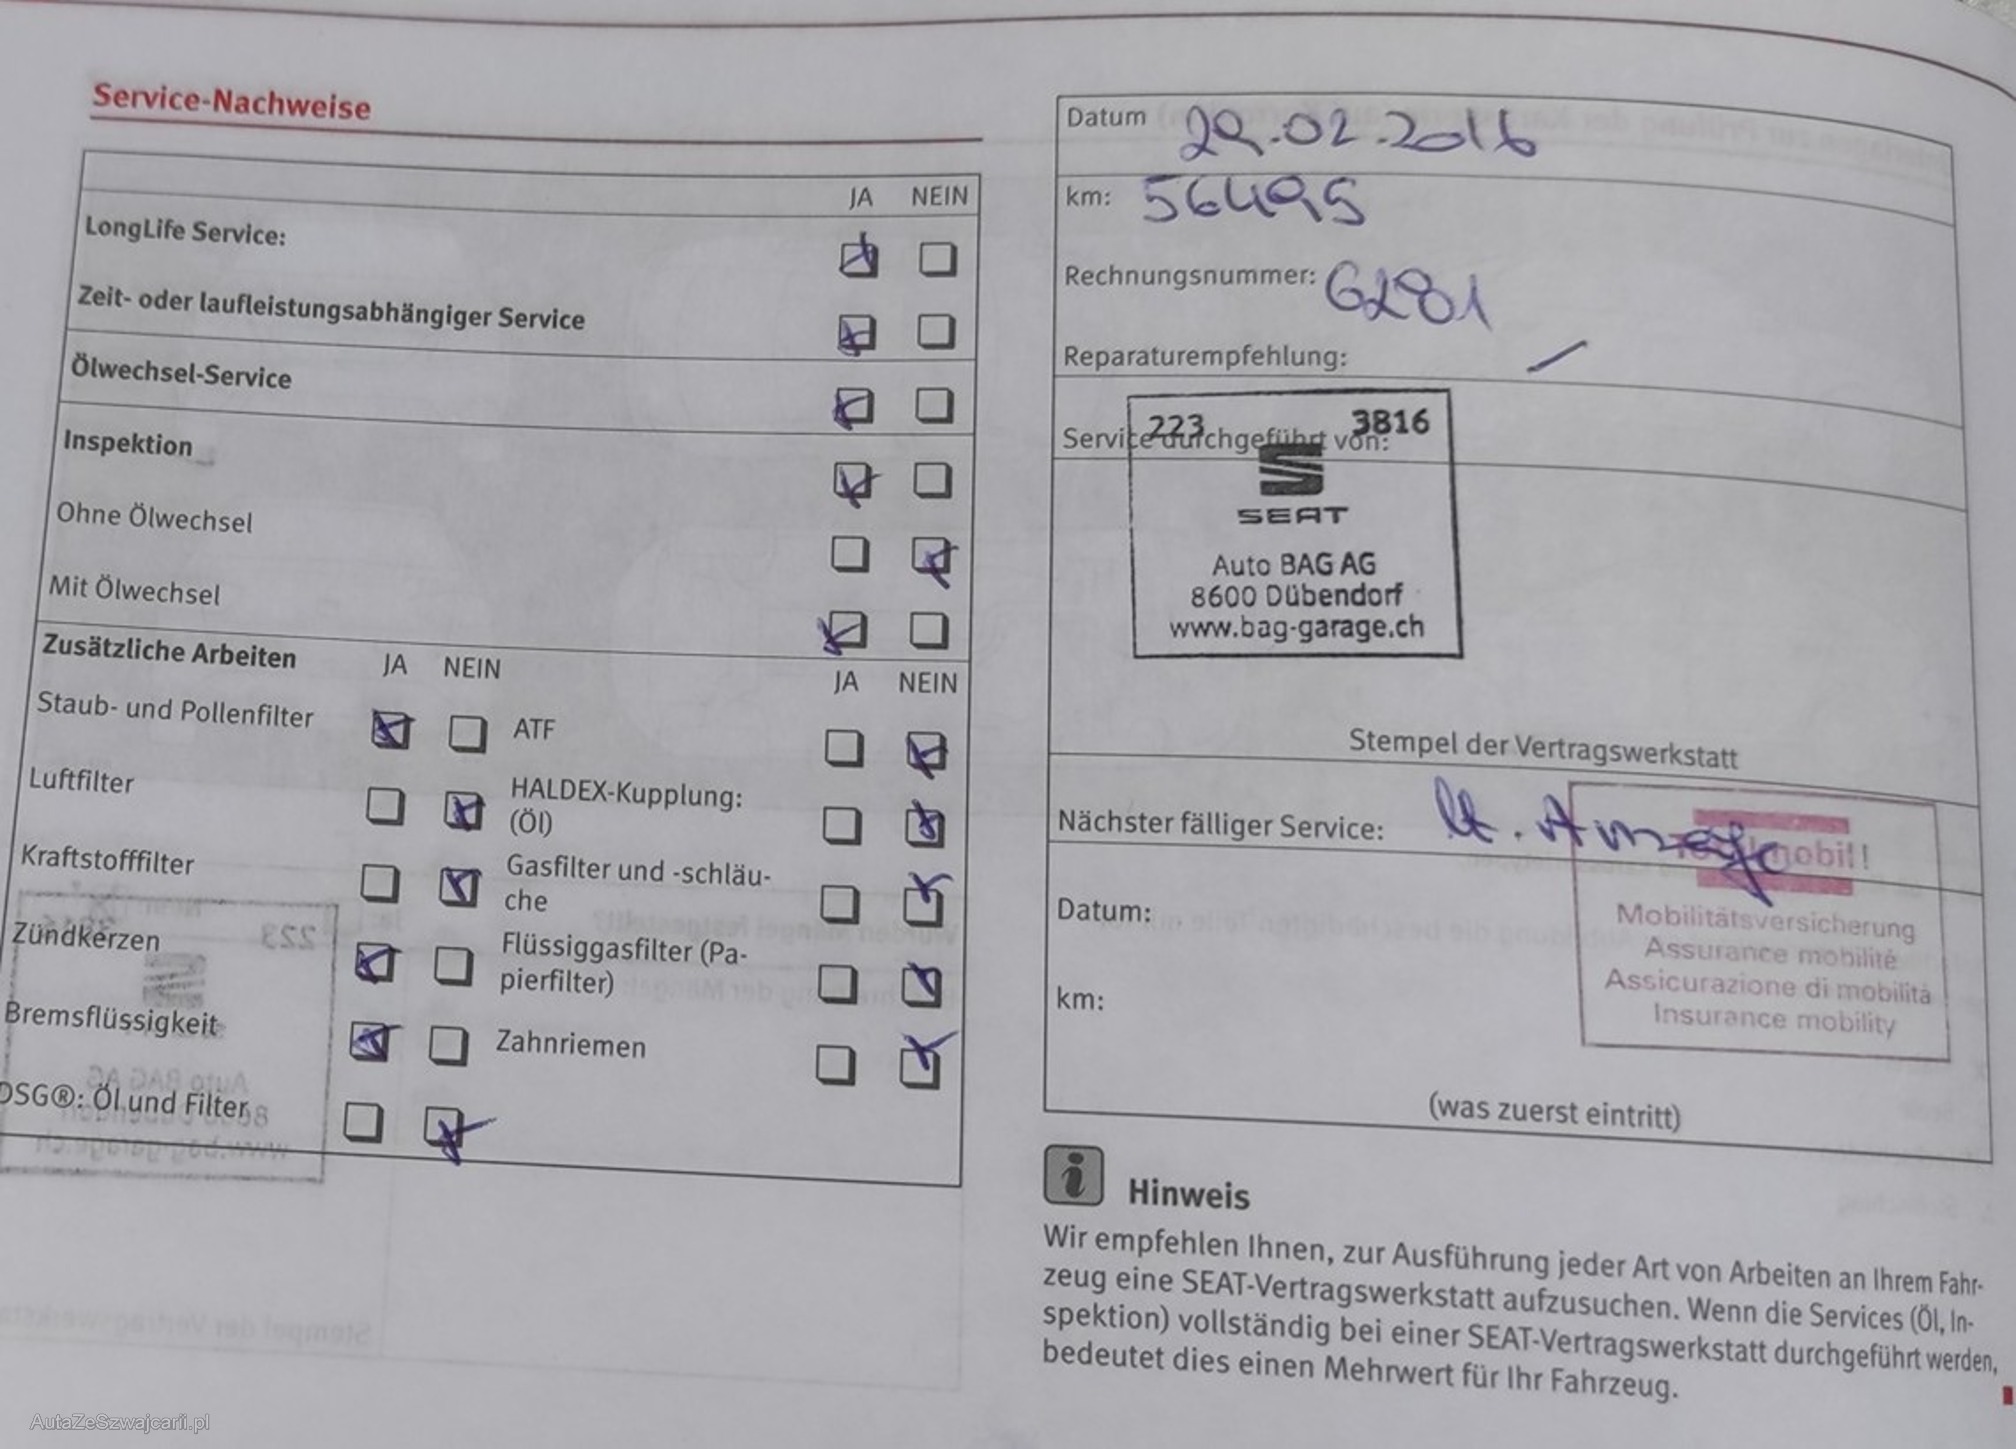 Service-Nachweise
JA NEIN
LongLife Service:
Zeit- oder laufleistungsabhängiger Service
Ölwechsel-Service
Inspektion
Ohne Ölwechsel
Mit Ölwechsel
Zusätzliche Arbeiten JA NEIN JA NEIN
Staub- und Pollenfilter ATF
Luftfilter HALDEX-Kupplung:
(Öl)
Kraftstofffilter Gasfilter und -schläu-
che
Zündkerzen Flüssiggasfilter (Pa-
pierfilter)
Bremsflüssigkeit Zahnriemen
DSG®: Öl und Filter
Datum 29.02.2016
km: 56495
Rechnungsnummer: 6281
Reparaturempfehlung: /
Service durchgeführt von:
223 3816
SEAT
Auto BAG AG
8600 Dübendorf
www.bag-garage.ch
Stempel der Vertragswerkstatt
Nächster fälliger Service: lt. Anzeige
mobil!
Mobilitätsversicherung
Assurance mobilité
Assicurazione di mobilità
Insurance mobility
Datum:
km:
(was zuerst eintritt)
i Hinweis
Wir empfehlen Ihnen, zur Ausführung jeder Art von Arbeiten an Ihrem Fahr-
zeug eine SEAT-Vertragswerkstatt aufzusuchen. Wenn die Services (Öl, In-
spektion) vollständig bei einer SEAT-Vertragswerkstatt durchgeführt werden,
bedeutet dies einen Mehrwert für Ihr Fahrzeug.
AutaZeSzwajcarii.pl